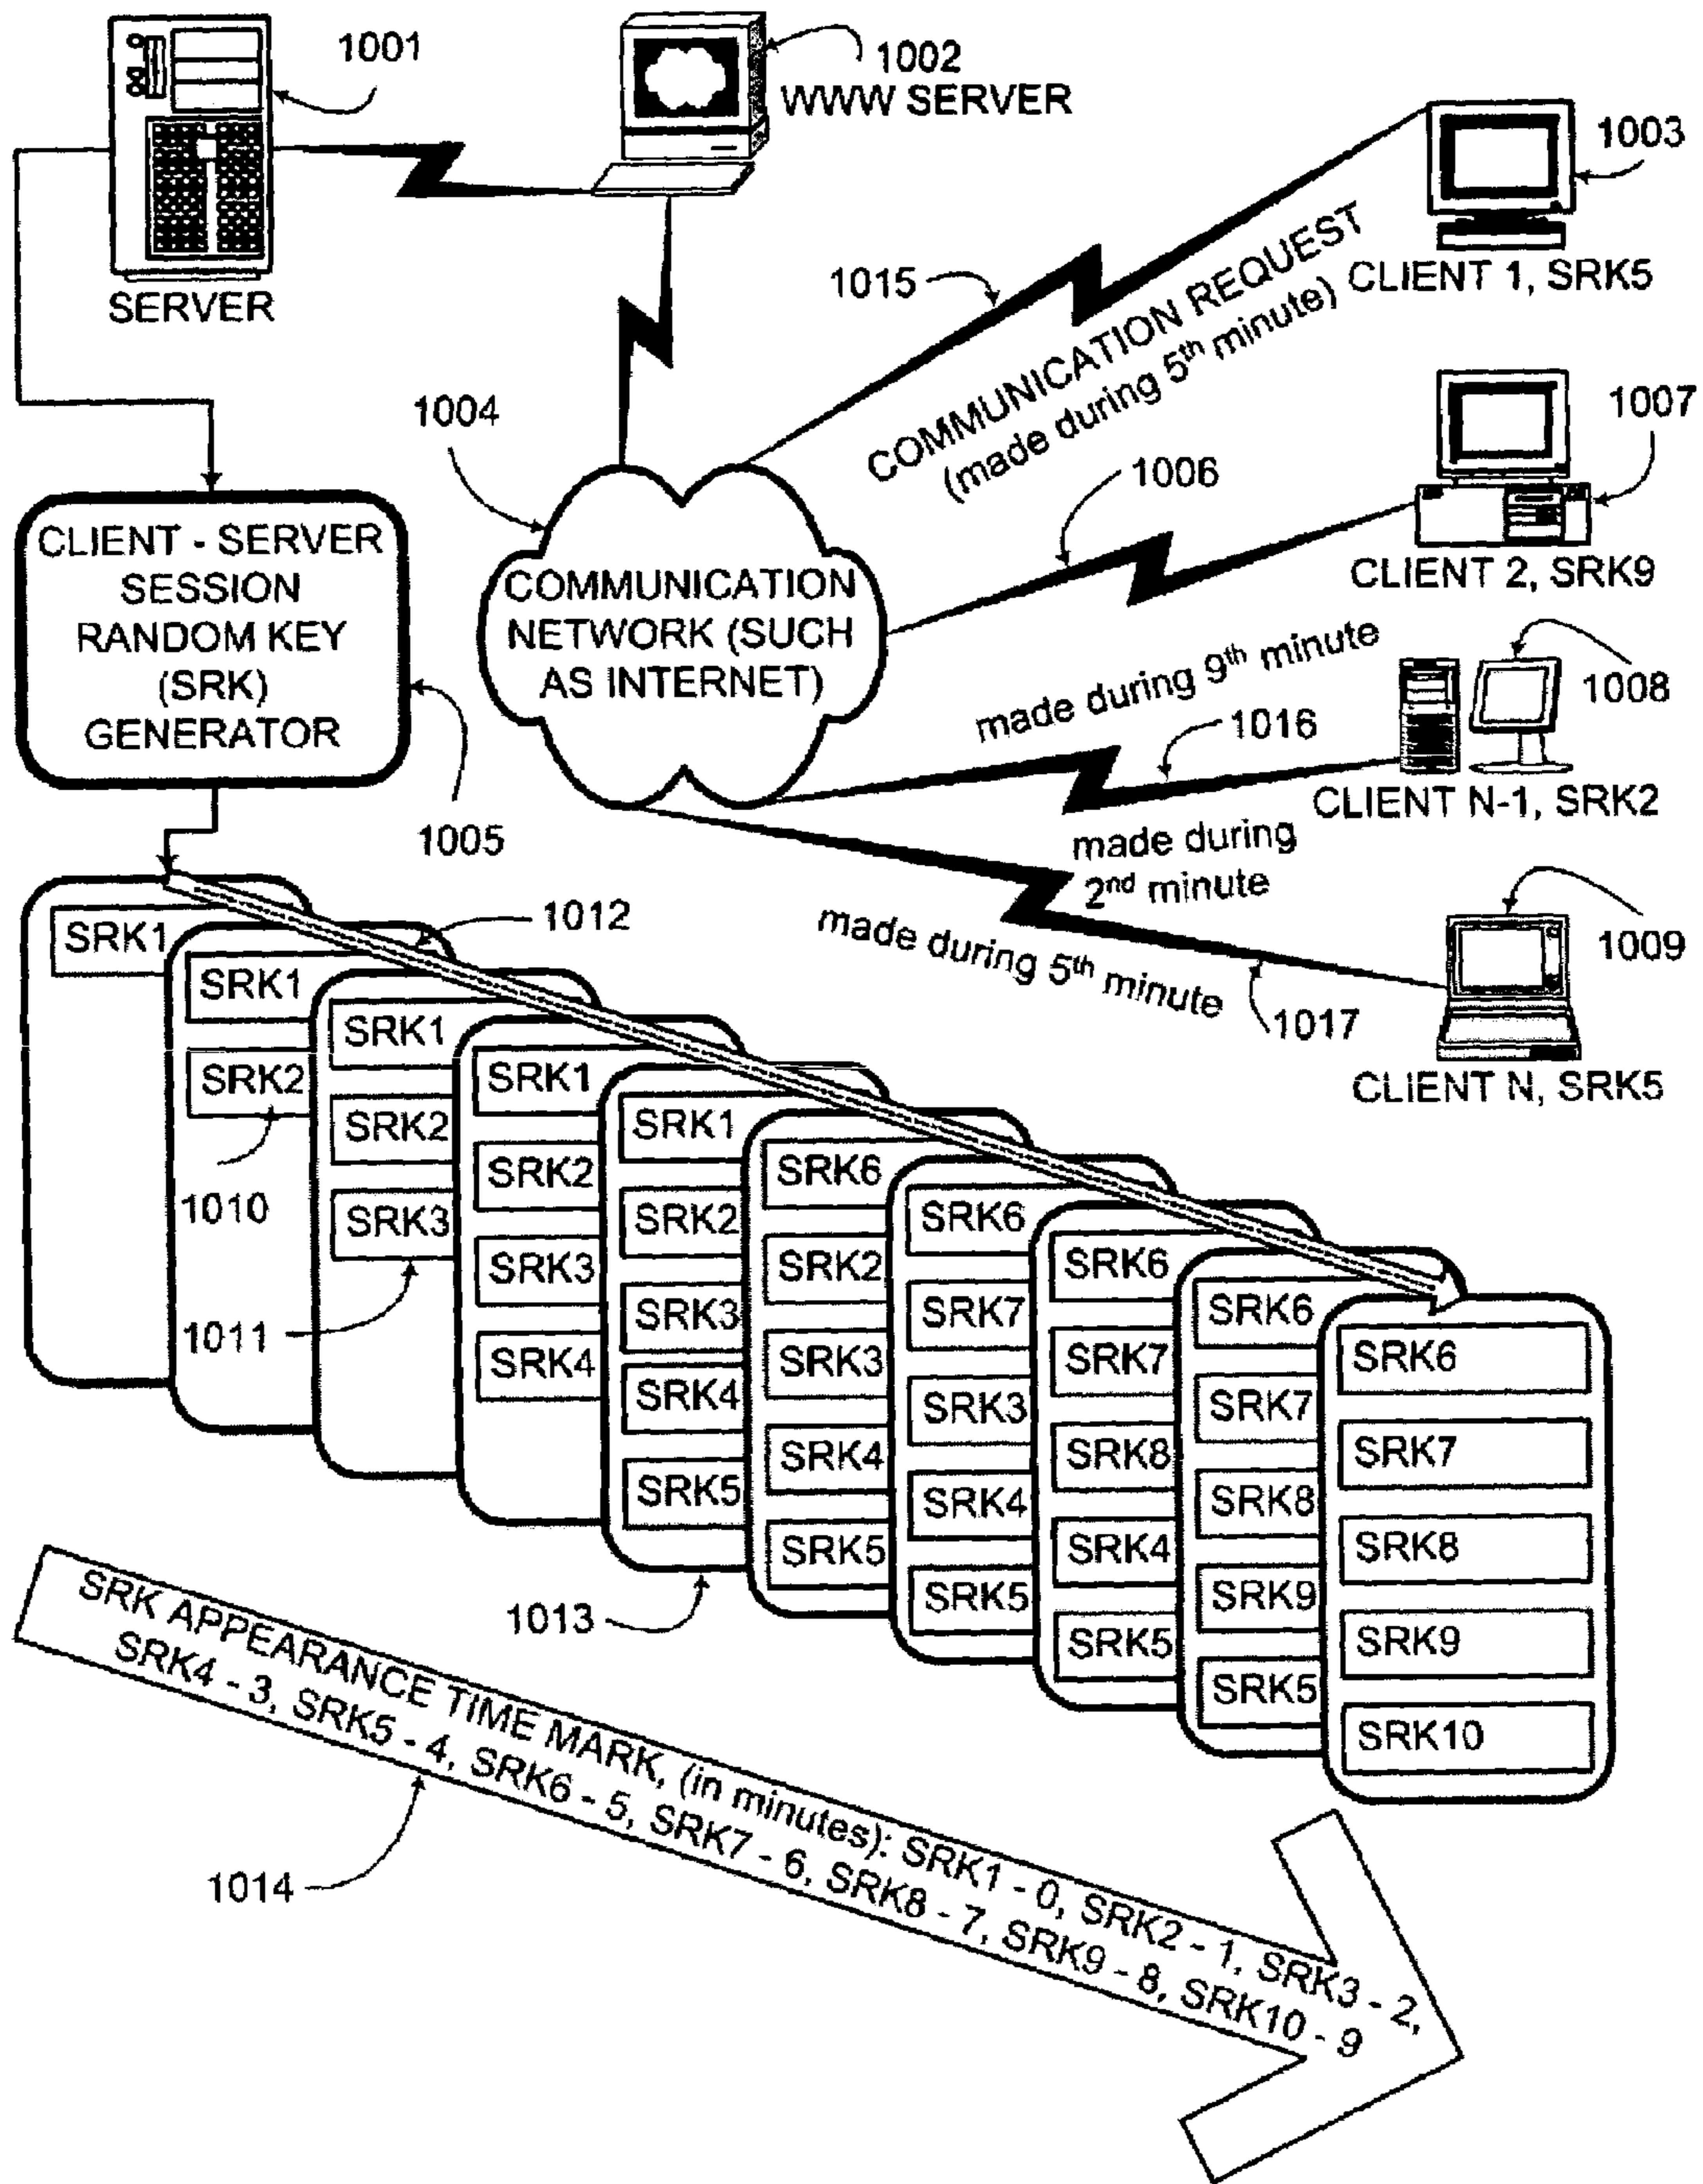 1001
SERVER
1002
WWW SERVER
1003
CLIENT 1, SRK5
1015
COMMUNICATION REQUEST
(made during 5th minute)
1004
COMMUNICATION
NETWORK (SUCH
AS INTERNET)
1006
1007
CLIENT 2, SRK9
made during 9th minute
1016
1008
CLIENT N-1, SRK2
made during
2nd minute
made during 5th minute
1017
1009
CLIENT N, SRK5
CLIENT - SERVER
SESSION
RANDOM KEY
(SRK)
GENERATOR
1005
1012
SRK1
SRK1
SRK2
1010
SRK1
SRK2
SRK3
1011
SRK1
SRK2
SRK3
SRK4
SRK1
SRK2
SRK3
SRK4
SRK5
1013
SRK6
SRK2
SRK3
SRK4
SRK5
SRK6
SRK7
SRK3
SRK4
SRK5
SRK6
SRK7
SRK8
SRK4
SRK5
SRK6
SRK7
SRK8
SRK9
SRK5
SRK6
SRK7
SRK8
SRK9
SRK10
SRK APPEARANCE TIME MARK, (in minutes): SRK1 - 0, SRK2 - 1, SRK3 - 2,
SRK4 - 3, SRK5 - 4, SRK6 - 5, SRK7 - 6, SRK8 - 7, SRK9 - 8, SRK10 - 9
1014